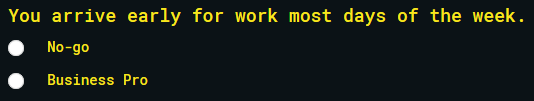 You arrive early for work most days of the week.
No-go
Business Pro